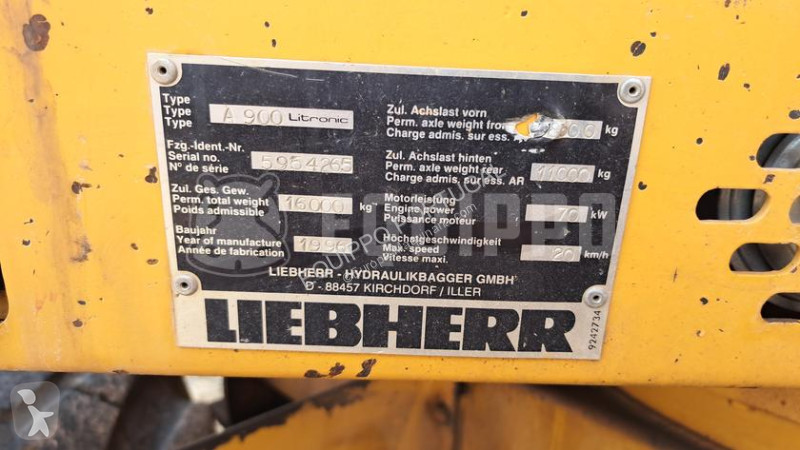 Type
Type
Type
A 900 Litronic
Fzg.-Ident.-Nr.
Serial no.
N° de série
5954265
Zul. Ges. Gew.
Perm. total weight
Poids admissible
16000 kg
Baujahr
Year of manufacture
Année de fabrication
1996
Zul. Achslast vorn
Perm. axle weight front
Charge admis. sur ess. AV
kg
Zul. Achslast hinten
Perm. axle weight rear
Charge admis. sur ess. AR
11000 kg
Motorleistung
Engine power
Puissance moteur
70 kW
Höchstgeschwindigkeit
Max. speed
Vitesse maxi.
20 km/h
LIEBHERR - HYDRAULIKBAGGER GMBH
D - 88457 KIRCHDORF / ILLER
LIEBHERR
9242734
EQUIPPO